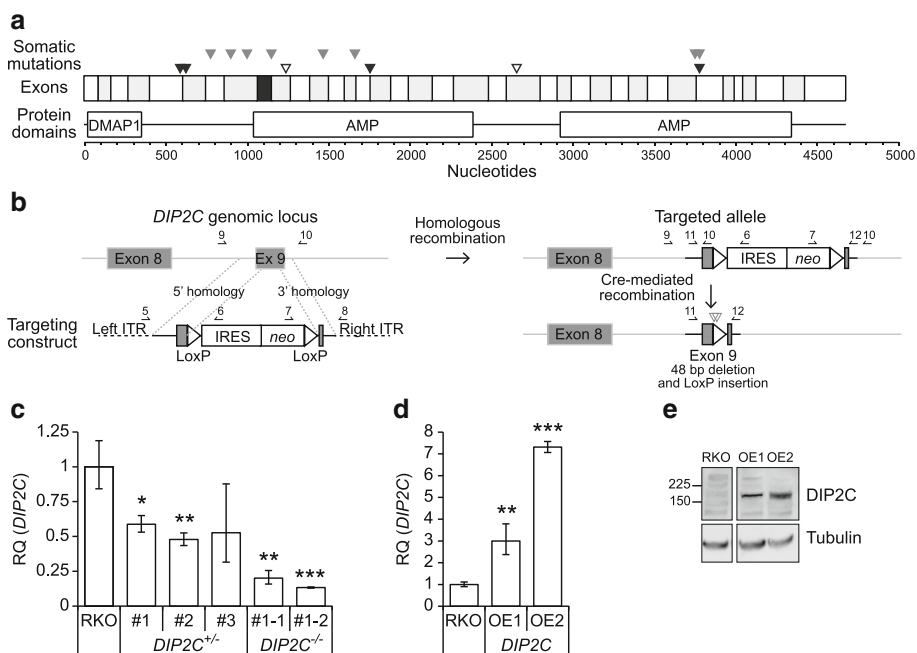 a
Somatic
mutations
Exons
Protein
domains
DMAP1
AMP
AMP
0 500 1000 1500 2000 2500 3000 3500 4000 4500 5000
Nucleotides
b
DIP2C genomic locus
9 10
Exon 8
Ex 9
5' homology
3' homology
Targeting
construct
Left ITR
5 6 7 8
IRES neo
Right ITR
LoxP LoxP
Homologous
recombination
Targeted allele
9 11 10 6 7 12 10
Exon 8
IRES neo
Cre-mediated
recombination
11 12
Exon 8
Exon 9
48 bp deletion
and LoxP insertion
c
RQ (DIP2C)
1.25
1
0.75
0.5
0.25
0
* ** ** ***
RKO #1 #2 #3 #1-1 #1-2
DIP2C+/- DIP2C-/-
d
RQ (DIP2C)
8
7
6
5
4
3
2
1
0
** ***
RKO OE1 OE2
DIP2C
e
RKO OE1 OE2
225
150
DIP2C
Tubulin